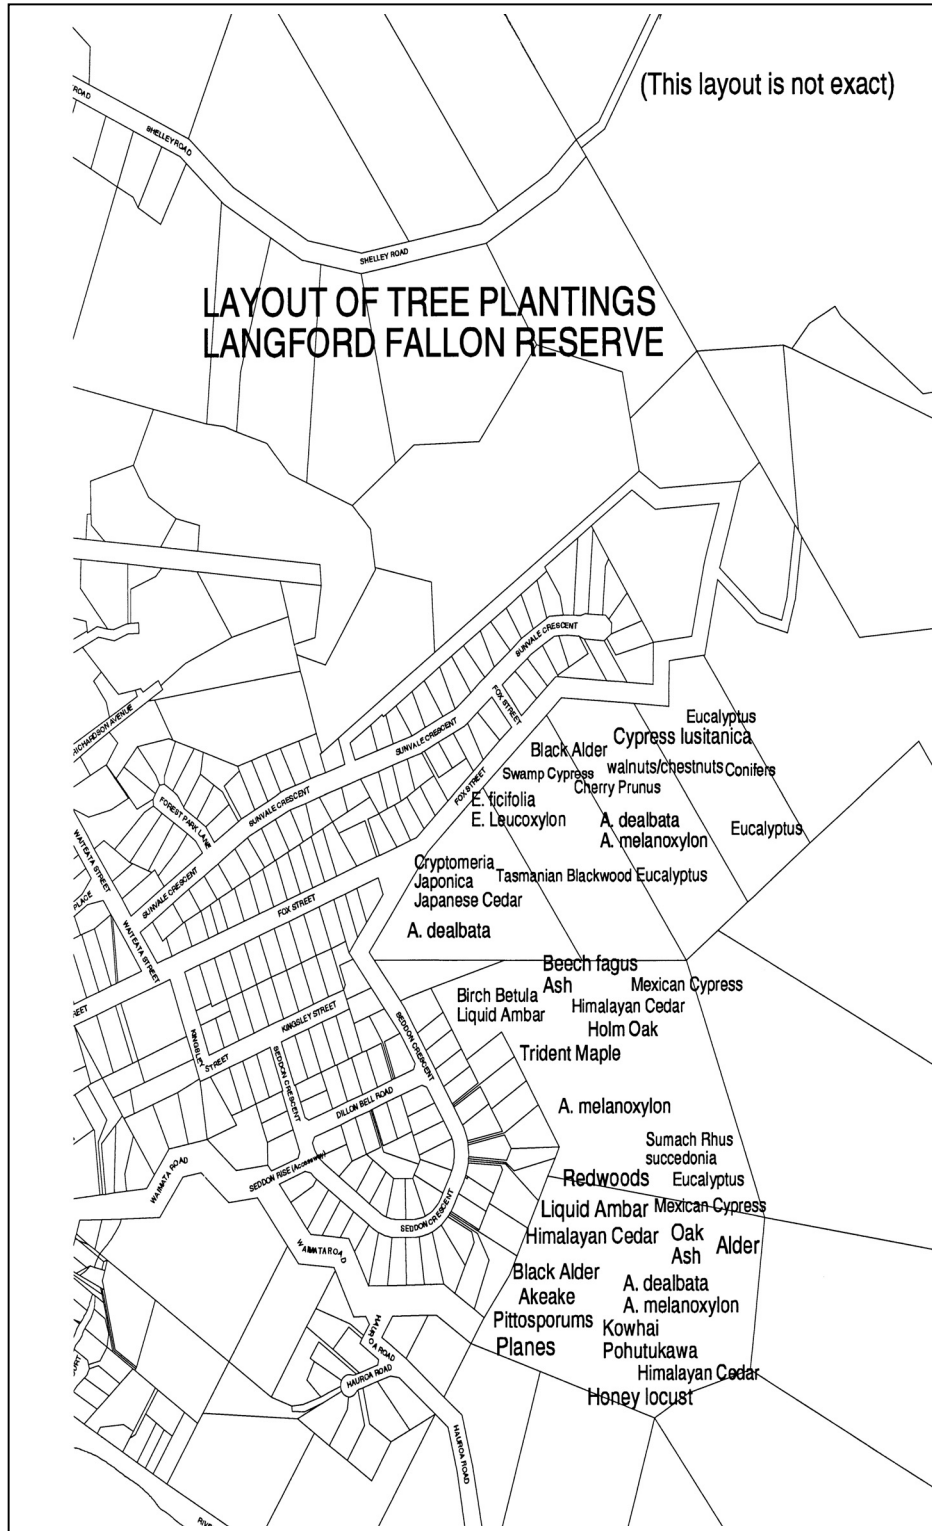 (This layout is not exact)
ROAD
SHELLEY ROAD
SHELLEY ROAD
LAYOUT OF TREE PLANTINGS
LANGFORD FALLON RESERVE
SUNVALE CRESCENT
RICHARDSON AVENUE
FOX STREET
SUNVALE CRESCENT
Eucalyptus
Cypress lusitanica
Black Alder
walnuts/chestnuts
Conifers
Swamp Cypress
Cherry Prunus
FOX STREET
E. ficifolia
E. Leucoxylon
A. dealbata
A. melanoxylon
Eucalyptus
FOREST PARK LANE
SUNVALE CRESCENT
WAITEATA STREET
Cryptomeria
Japonica
Japanese Cedar
Tasmanian Blackwood
Eucalyptus
SUNVALE CRESCENT
PLACE
FOX STREET
A. dealbata
WAITEATA STREET
Beech fagus
Ash
Mexican Cypress
Birch Betula
Liquid Ambar
Himalayan Cedar
Holm Oak
REET
KINGSLEY STREET
KINGSLEY
STREET
SEDDON CRESCENT
SEDDON CRESCENT
Trident Maple
DILLON BELL ROAD
A. melanoxylon
Sumach Rhus
succedonia
SEDDON RISE (Accessway)
WAIMATA ROAD
Redwoods
Eucalyptus
Liquid Ambar
Mexican Cypress
SEDDON CRESCENT
Himalayan Cedar
Oak
Ash
Alder
WAIMATA ROAD
Black Alder
A. dealbata
Akeake
A. melanoxylon
Pittosporums
Kowhai
Planes
Pohutukawa
HAUROA ROAD
HAUROA ROAD
Himalayan Cedar
Honey locust
HAUROA ROAD
URT
RIVE